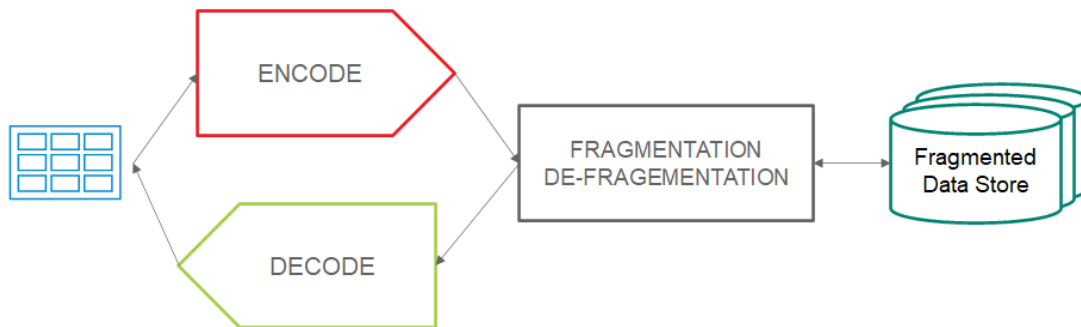 ENCODE
FRAGMENTATION
DE-FRAGEMENTATION
Fragmented
Data Store
DECODE